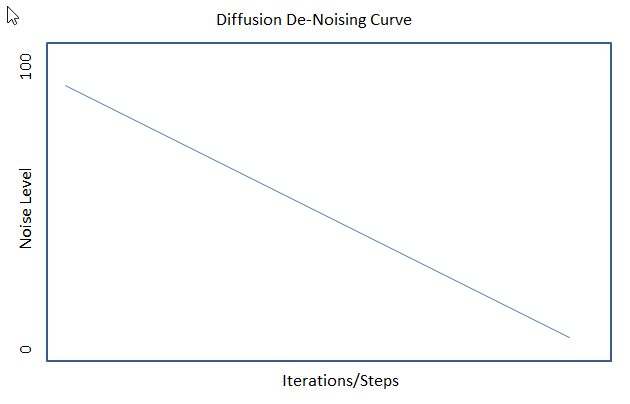 Diffusion De-Noising Curve
100
Noise Level
0
Iterations/Steps